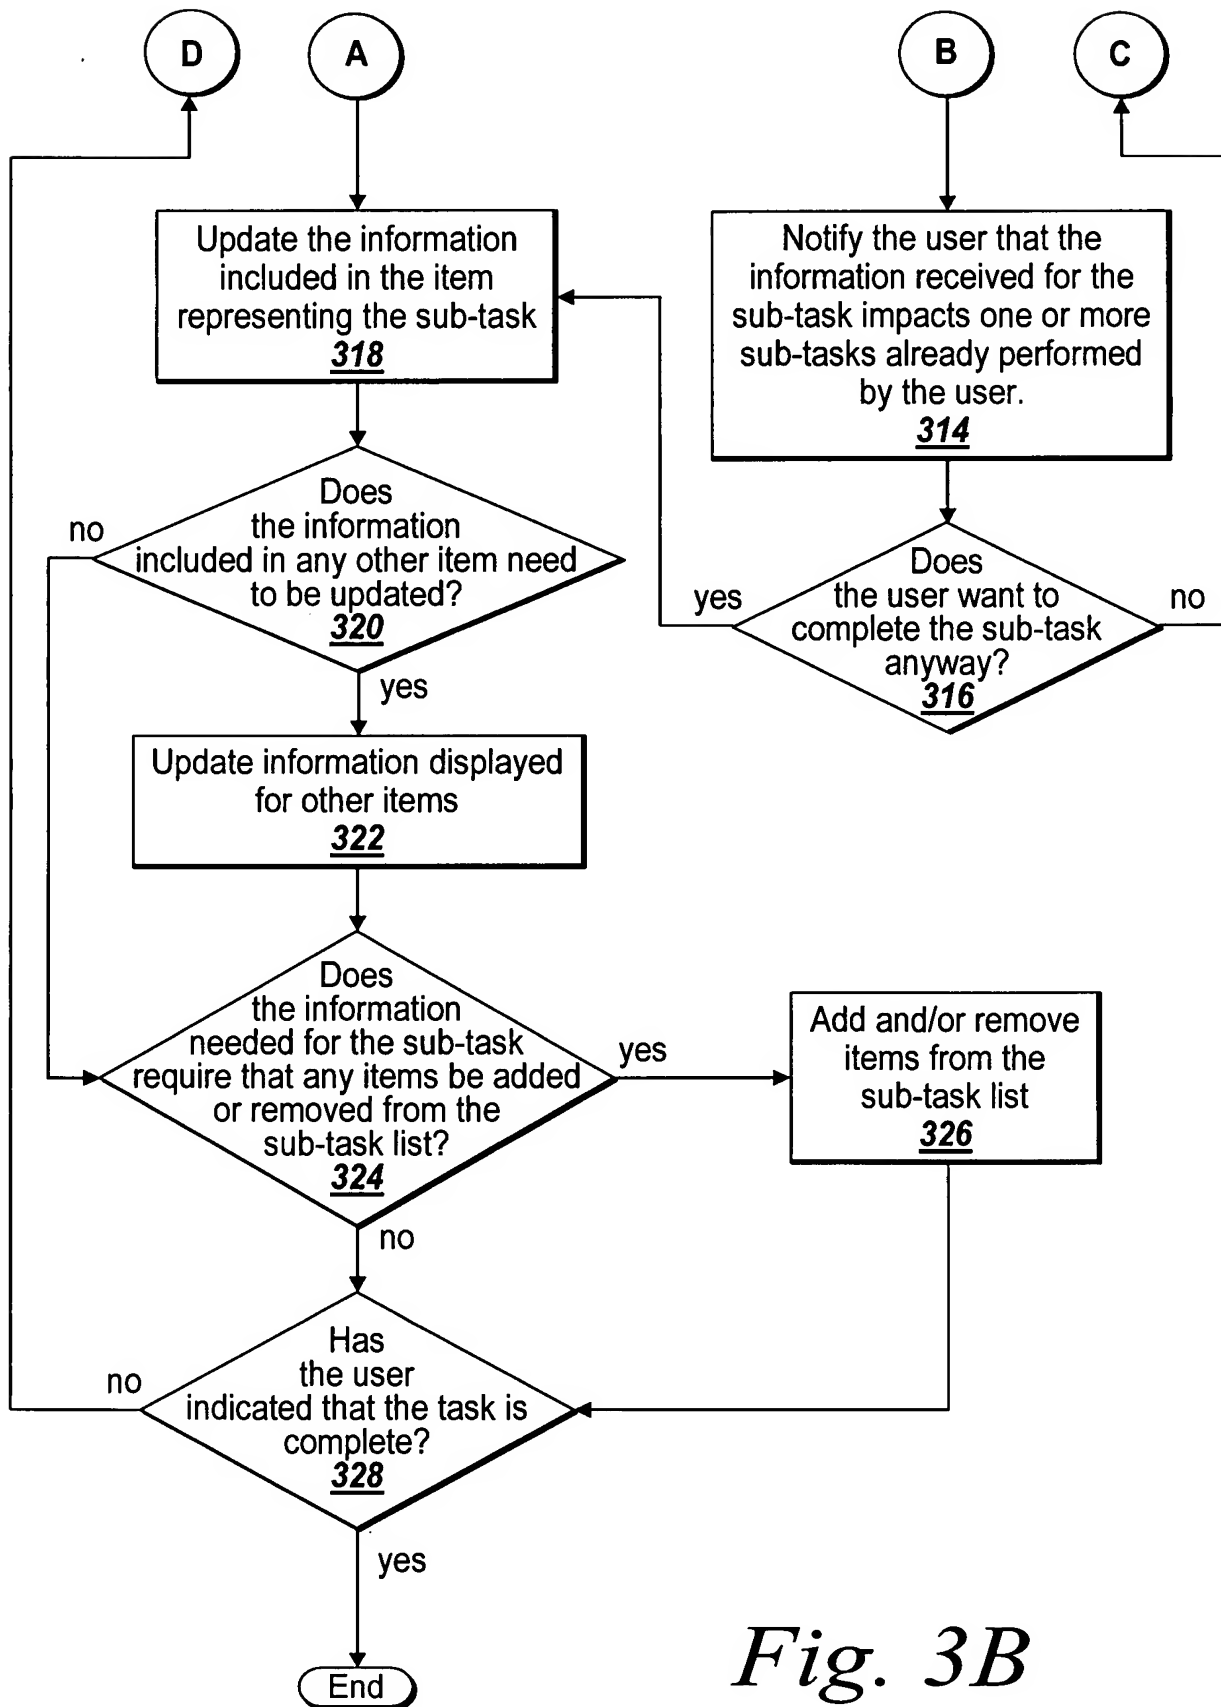 D
A
B
C
Update the information
included in the item
representing the sub-task
318
Notify the user that the
information received for the
sub-task impacts one or more
sub-tasks already performed
by the user.
314
Does
the information
included in any other item need
to be updated?
320
no
yes
Does
the user want to
complete the sub-task
anyway?
316
yes
no
Update information displayed
for other items
322
Does
the information
needed for the sub-task
require that any items be added
or removed from the
sub-task list?
324
yes
no
Add and/or remove
items from the
sub-task list
326
Has
the user
indicated that the task is
complete?
328
no
yes
End
Fig. 3B